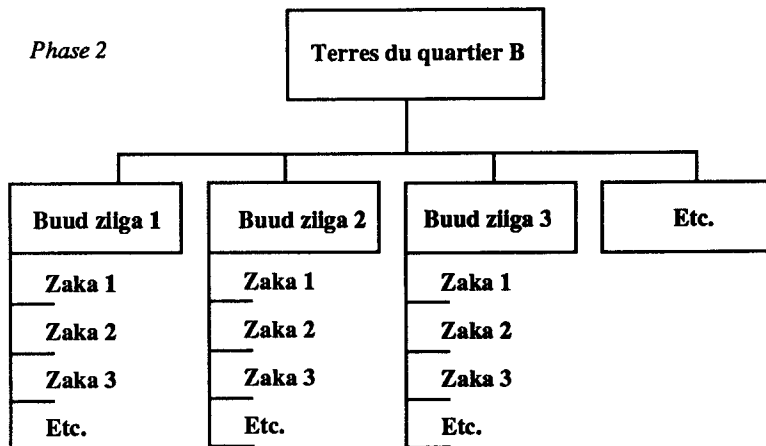 Phase 2
Terres du quartier B
Buud ziiga 1
Buud ziiga 2
Buud ziiga 3
Etc.
Zaka 1
Zaka 2
Zaka 3
Etc.
Zaka 1
Zaka 2
Zaka 3
Etc.
Zaka 1
Zaka 2
Zaka 3
Etc.